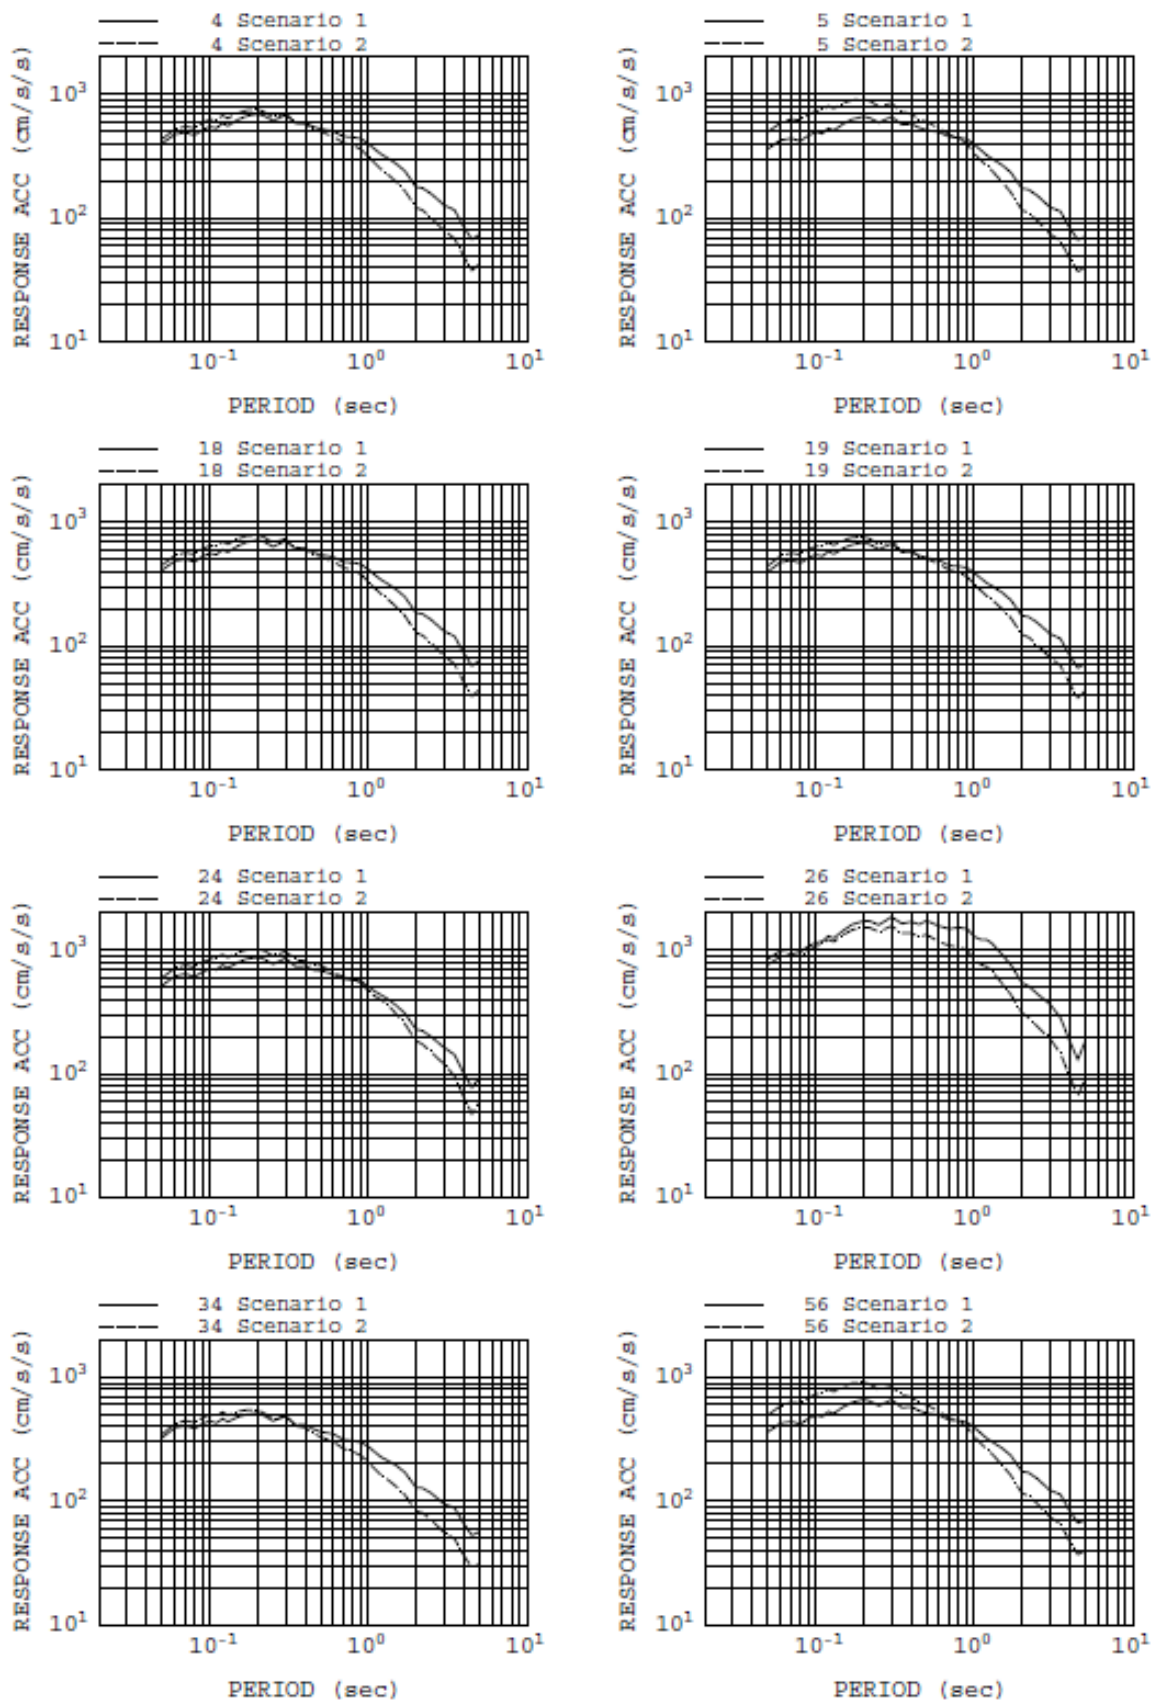 4 Scenario 1
4 Scenario 2
RESPONSE ACC (cm/s/s)
10³
10²
10¹
10⁻¹ 10⁰ 10¹
PERIOD (sec)
5 Scenario 1
5 Scenario 2
RESPONSE ACC (cm/s/s)
10³
10²
10¹
10⁻¹ 10⁰ 10¹
PERIOD (sec)
18 Scenario 1
18 Scenario 2
RESPONSE ACC (cm/s/s)
10³
10²
10¹
10⁻¹ 10⁰ 10¹
PERIOD (sec)
19 Scenario 1
19 Scenario 2
RESPONSE ACC (cm/s/s)
10³
10²
10¹
10⁻¹ 10⁰ 10¹
PERIOD (sec)
24 Scenario 1
24 Scenario 2
RESPONSE ACC (cm/s/s)
10³
10²
10¹
10⁻¹ 10⁰ 10¹
PERIOD (sec)
26 Scenario 1
26 Scenario 2
RESPONSE ACC (cm/s/s)
10³
10²
10¹
10⁻¹ 10⁰ 10¹
PERIOD (sec)
34 Scenario 1
34 Scenario 2
RESPONSE ACC (cm/s/s)
10³
10²
10¹
10⁻¹ 10⁰ 10¹
PERIOD (sec)
56 Scenario 1
56 Scenario 2
RESPONSE ACC (cm/s/s)
10³
10²
10¹
10⁻¹ 10⁰ 10¹
PERIOD (sec)